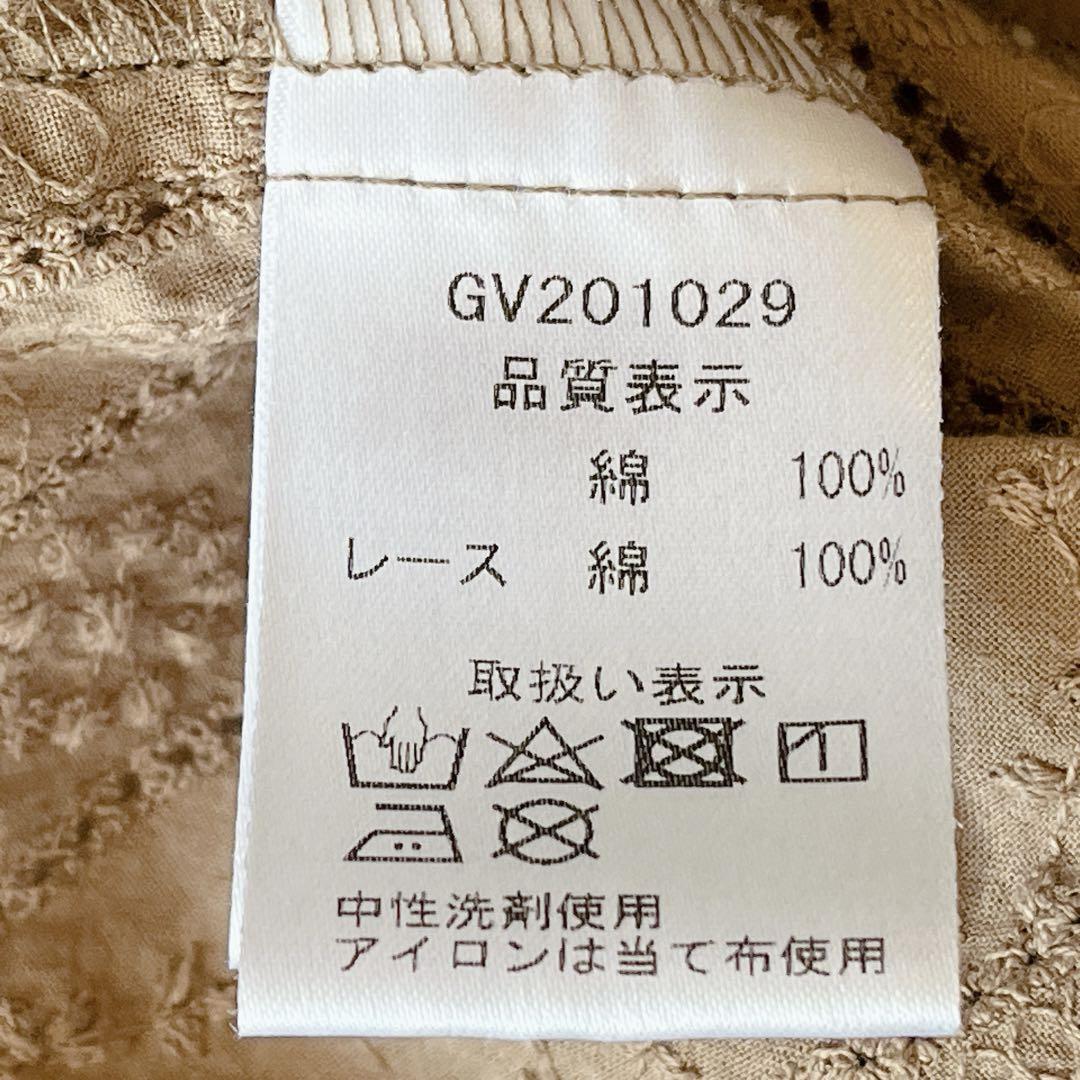 GV201029
品質表示
綿 100%
レース 綿 100%
取扱い表示
中性洗剤使用
アイロンは当て布使用